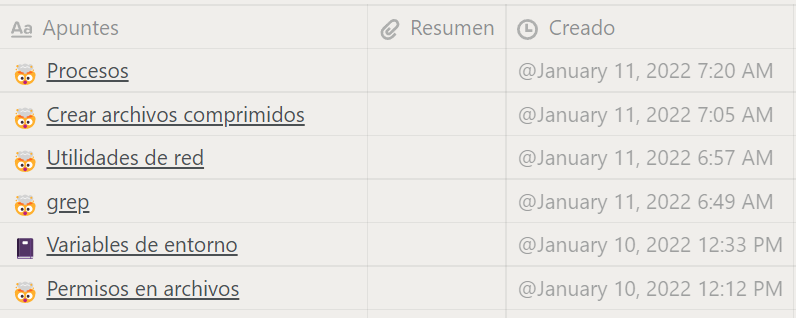 Aa Apuntes Resumen Creado
Procesos @January 11, 2022 7:20 AM
Crear archivos comprimidos @January 11, 2022 7:05 AM
Utilidades de red @January 11, 2022 6:57 AM
grep @January 11, 2022 6:49 AM
Variables de entorno @January 10, 2022 12:33 PM
Permisos en archivos @January 10, 2022 12:12 PM